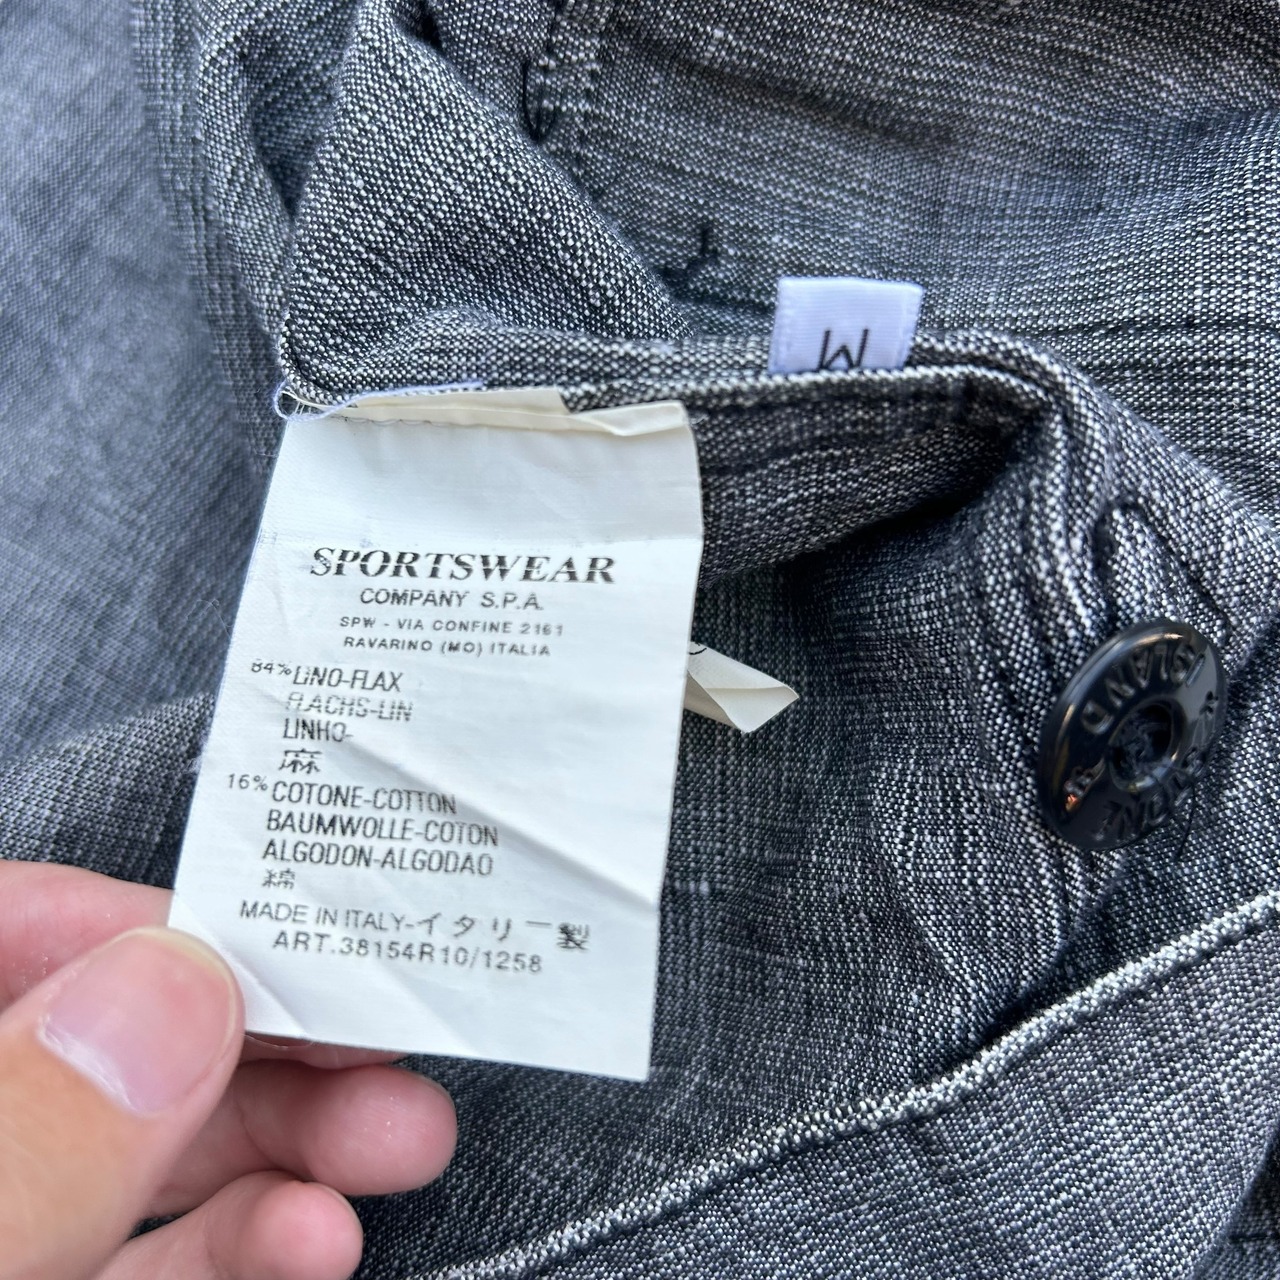 M
SPORTSWEAR
COMPANY S.P.A.
SPW - VIA CONFINE 2161
RAVARINO (MO) ITALIA
84% LINO-FLAX
FLACHS-LIN
LINHO-
麻
16% COTONE-COTTON
BAUMWOLLE-COTON
ALGODON-ALGODAO
綿
MADE IN ITALY-イタリー製
ART.38154R10/1258
STONE ISLAND